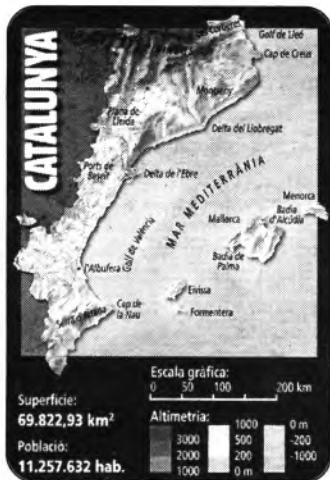 CATALUNYA
Les Corberes
Golf de Lleó
Cap de Creus
Montseny
Plana de
Lleida
Delta del Llobregat
Ports de
Beseit
Delta de l'Ebre
MAR MEDITERRÀNIA
Menorca
Badia
d'Alcúdia
Mallorca
Golf de València
l'Albufera
Badia de
Palma
Eivissa
Cap de
la Nau
Formentera
Escala gràfica:
0 50 100 200 km
Superfície:
69.822,93 km²
Altimetria:
3000 1000 0 m
2000 500 -200
1000 200 -1000
0 m
Població:
11.257.632 hab.